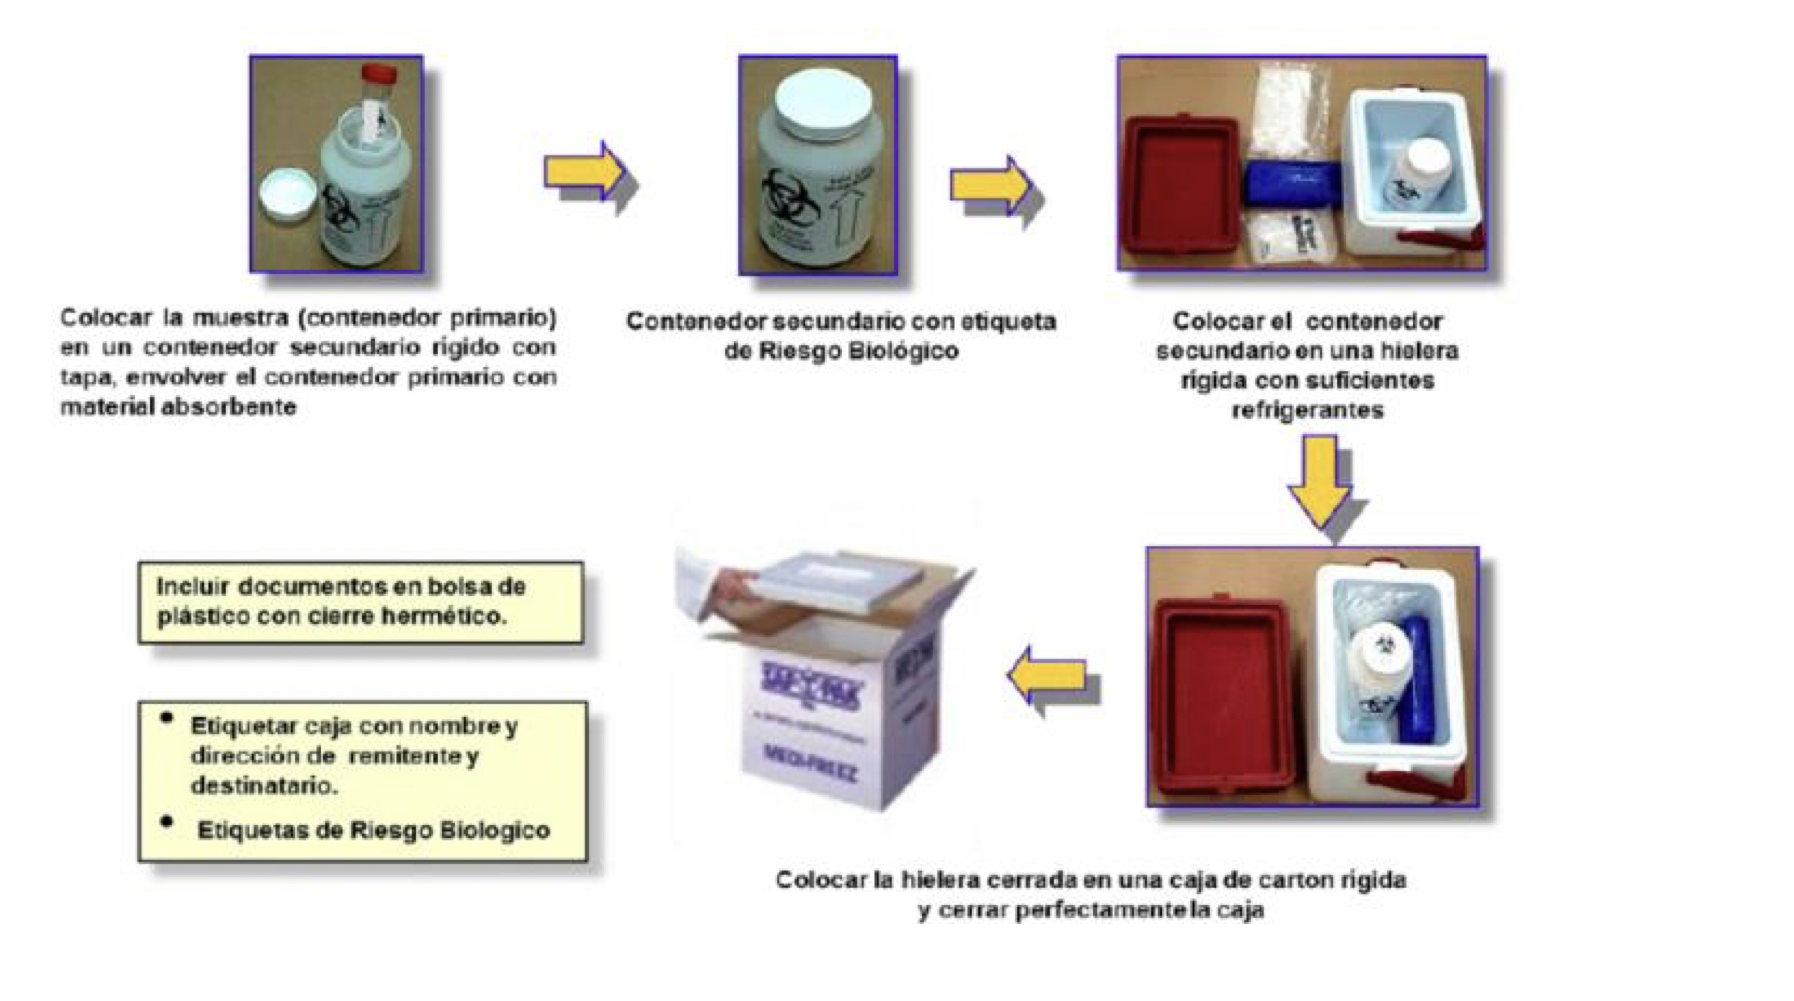 Colocar la muestra (contenedor primario)
en un contenedor secundario rigido con
tapa, envolver el contenedor primario con
material absorbente
Contenedor secundario con etiqueta
de Riesgo Biológico
Colocar el contenedor
secundario en una hielera
rígida con suficientes
refrigerantes
Incluir documentos en bolsa de
plástico con cierre hermético.
• Etiquetar caja con nombre y
dirección de remitente y
destinatario.
• Etiquetas de Riesgo Biologico
SAF-T-PAK
MEDI-FREEZ
Colocar la hielera cerrada en una caja de carton rigida
y cerrar perfectamente la caja